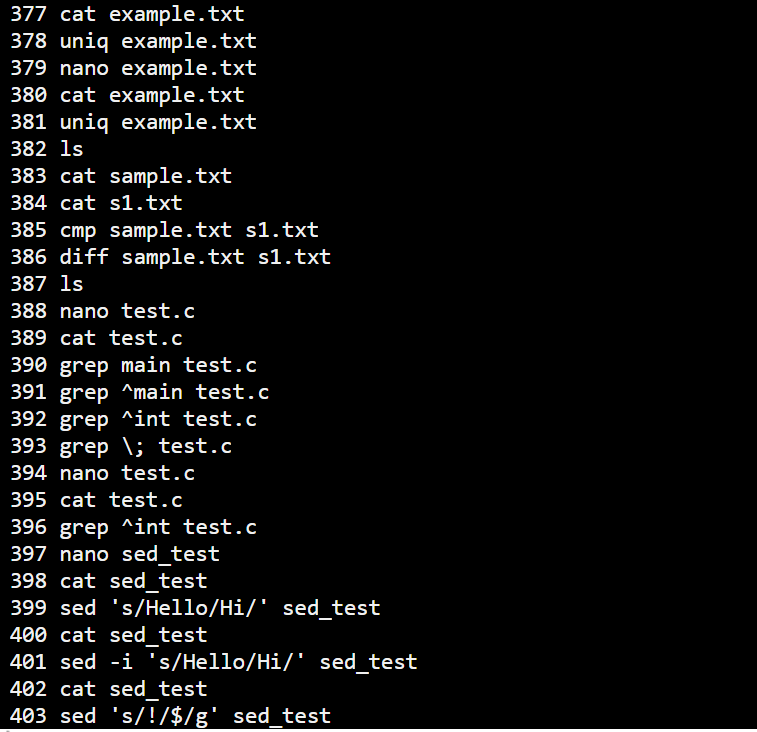 377 cat example.txt
378 uniq example.txt
379 nano example.txt
380 cat example.txt
381 uniq example.txt
382 ls
383 cat sample.txt
384 cat s1.txt
385 cmp sample.txt s1.txt
386 diff sample.txt s1.txt
387 ls
388 nano test.c
389 cat test.c
390 grep main test.c
391 grep ^main test.c
392 grep ^int test.c
393 grep \; test.c
394 nano test.c
395 cat test.c
396 grep ^int test.c
397 nano sed_test
398 cat sed_test
399 sed 's/Hello/Hi/' sed_test
400 cat sed_test
401 sed -i 's/Hello/Hi/' sed_test
402 cat sed_test
403 sed 's/!/$/g' sed_test